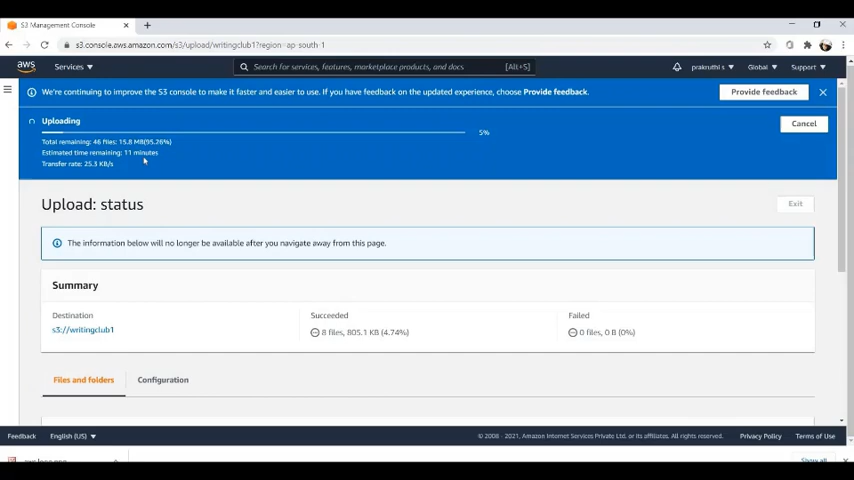 S3 Management Console
s3.console.aws.amazon.com/s3/upload/writingclub1?region=ap-south-1
aws
Services
Search for services, features, marketplace products, and docs
[Alt+S]
prakruthi s
Global
Support
We're continuing to improve the S3 console to make it faster and easier to use. If you have feedback on the updated experience, choose Provide feedback.
Provide feedback
Uploading
Cancel
5%
Total remaining: 46 files: 15.8 MB(95.26%)
Estimated time remaining: 11 minutes
Transfer rate: 25.3 KB/s
Upload: status
Exit
The information below will no longer be available after you navigate away from this page.
Summary
Destination
Succeeded
Failed
s3://writingclub1
8 files, 805.1 KB (4.74%)
0 files, 0 B (0%)
Files and folders
Configuration
Feedback
English (US)
© 2008 - 2021, Amazon Internet Services Private Ltd. or its affiliates. All rights reserved.
Privacy Policy
Terms of Use
Show all